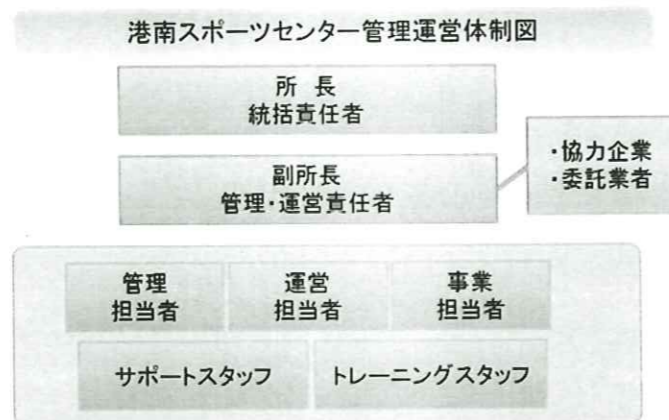 港南スポーツセンター管理運営体制図
所 長
統括責任者
副所長
管理・運営責任者
・協力企業
・委託業者
管理
担当者
運営
担当者
事業
担当者
サポートスタッフ
トレーニングスタッフ